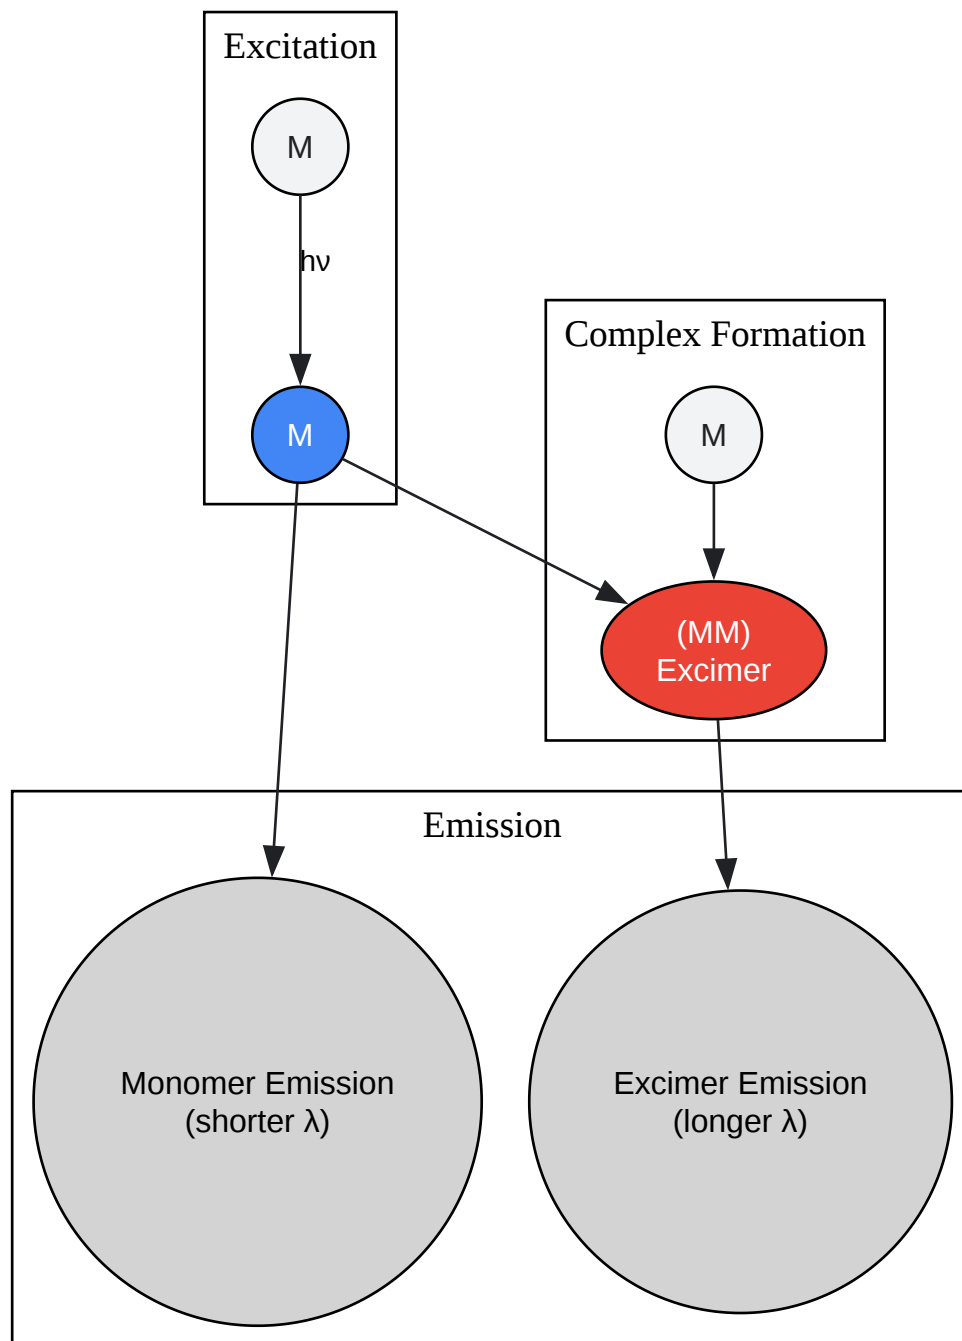 Excitation
M
hν
M
Complex Formation
M
(MM)
Excimer
Emission
Monomer Emission
(shorter λ)
Excimer Emission
(longer λ)